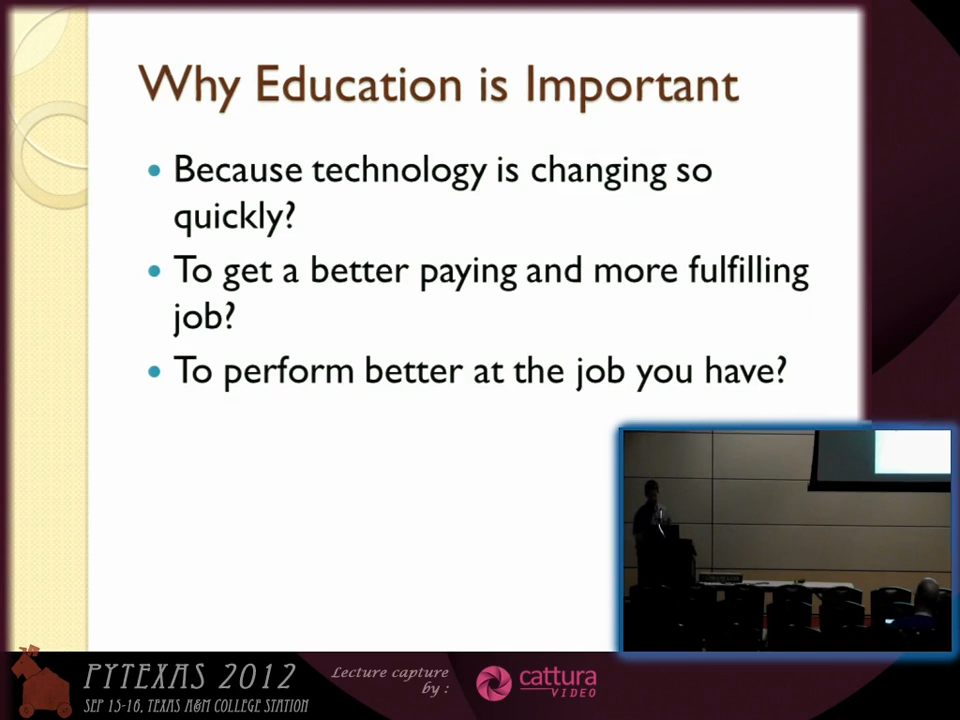 Why Education is Important
Because technology is changing so
quickly?
To get a better paying and more fulfilling
job?
To perform better at the job you have?
PYTEXAS 2012
SEP 15-16, TEXAS A&M COLLEGE STATION
Lecture capture
by :
cattura
VIDEO